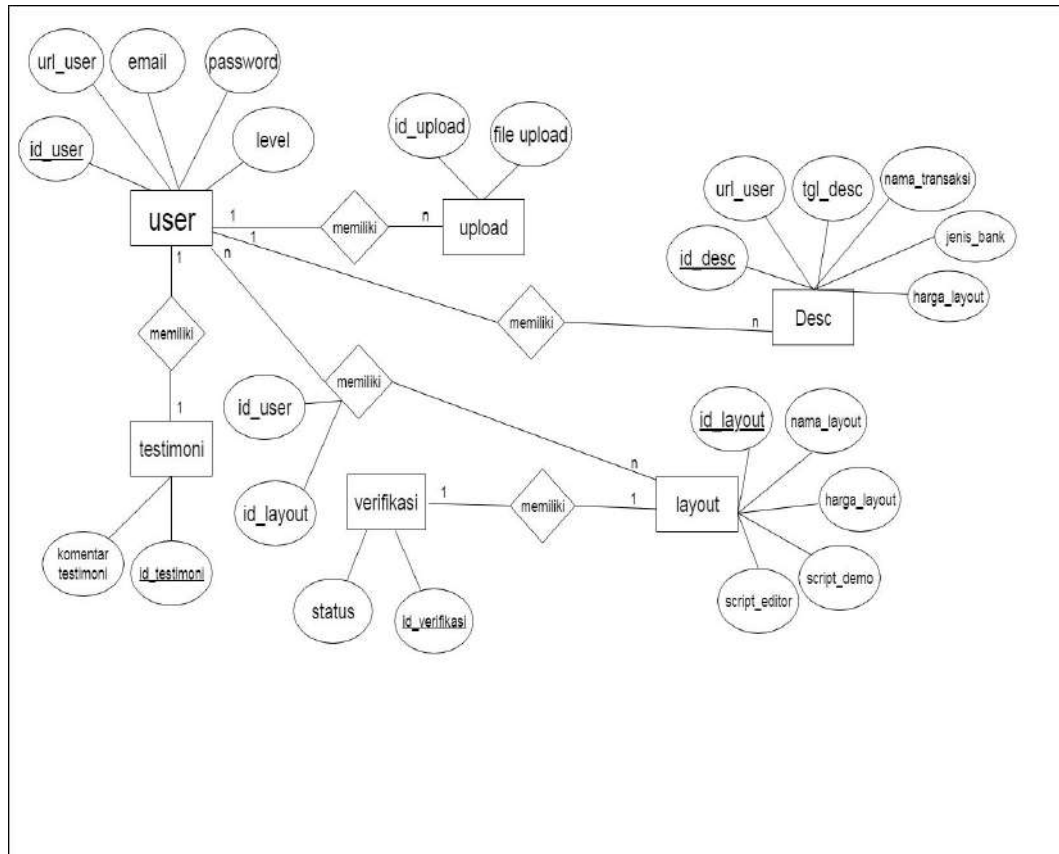 url_user
email
password
id_user
level
id_upload
file upload
url_user
tgl_desc
nama_transaksi
jenis_bank
id_desc
harga_layout
user
1
memiliki
n
upload
1
n
1
memiliki
n
Desc
memiliki
1
testimoni
memiliki
id_user
id_layout
n
id_layout
nama_layout
harga_layout
script_demo
script_editor
verifikasi
1
memiliki
1
layout
komentar
testimoni
id_testimoni
status
id_verifikasi